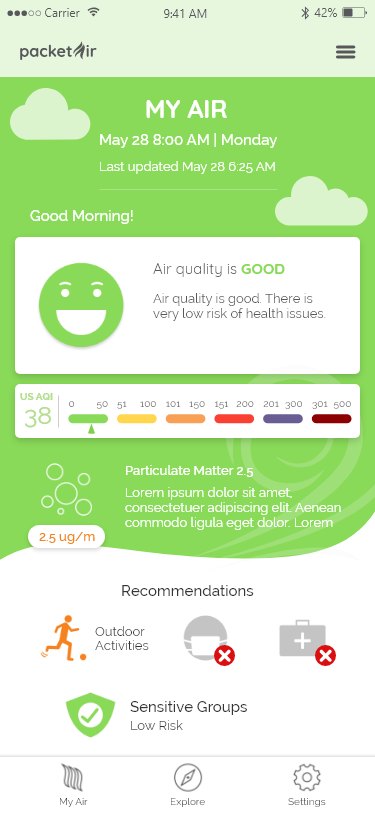 Carrier 9:41 AM 42%
packetair
MY AIR
May 28 8:00 AM | Monday
Last updated May 28 6:25 AM
Good Morning!
Air quality is GOOD
Air quality is good. There is
very low risk of health issues.
US AQI
38
0 50 51 100 101 150 151 200 201 300 301 500
Particulate Matter 2.5
Lorem ipsum dolor sit amet,
consectetuer adipiscing elit. Aenean
commodo ligula eget dolor. Lorem
2.5 ug/m
Recommendations
Outdoor
Activities
Sensitive Groups
Low Risk
My Air Explore Settings